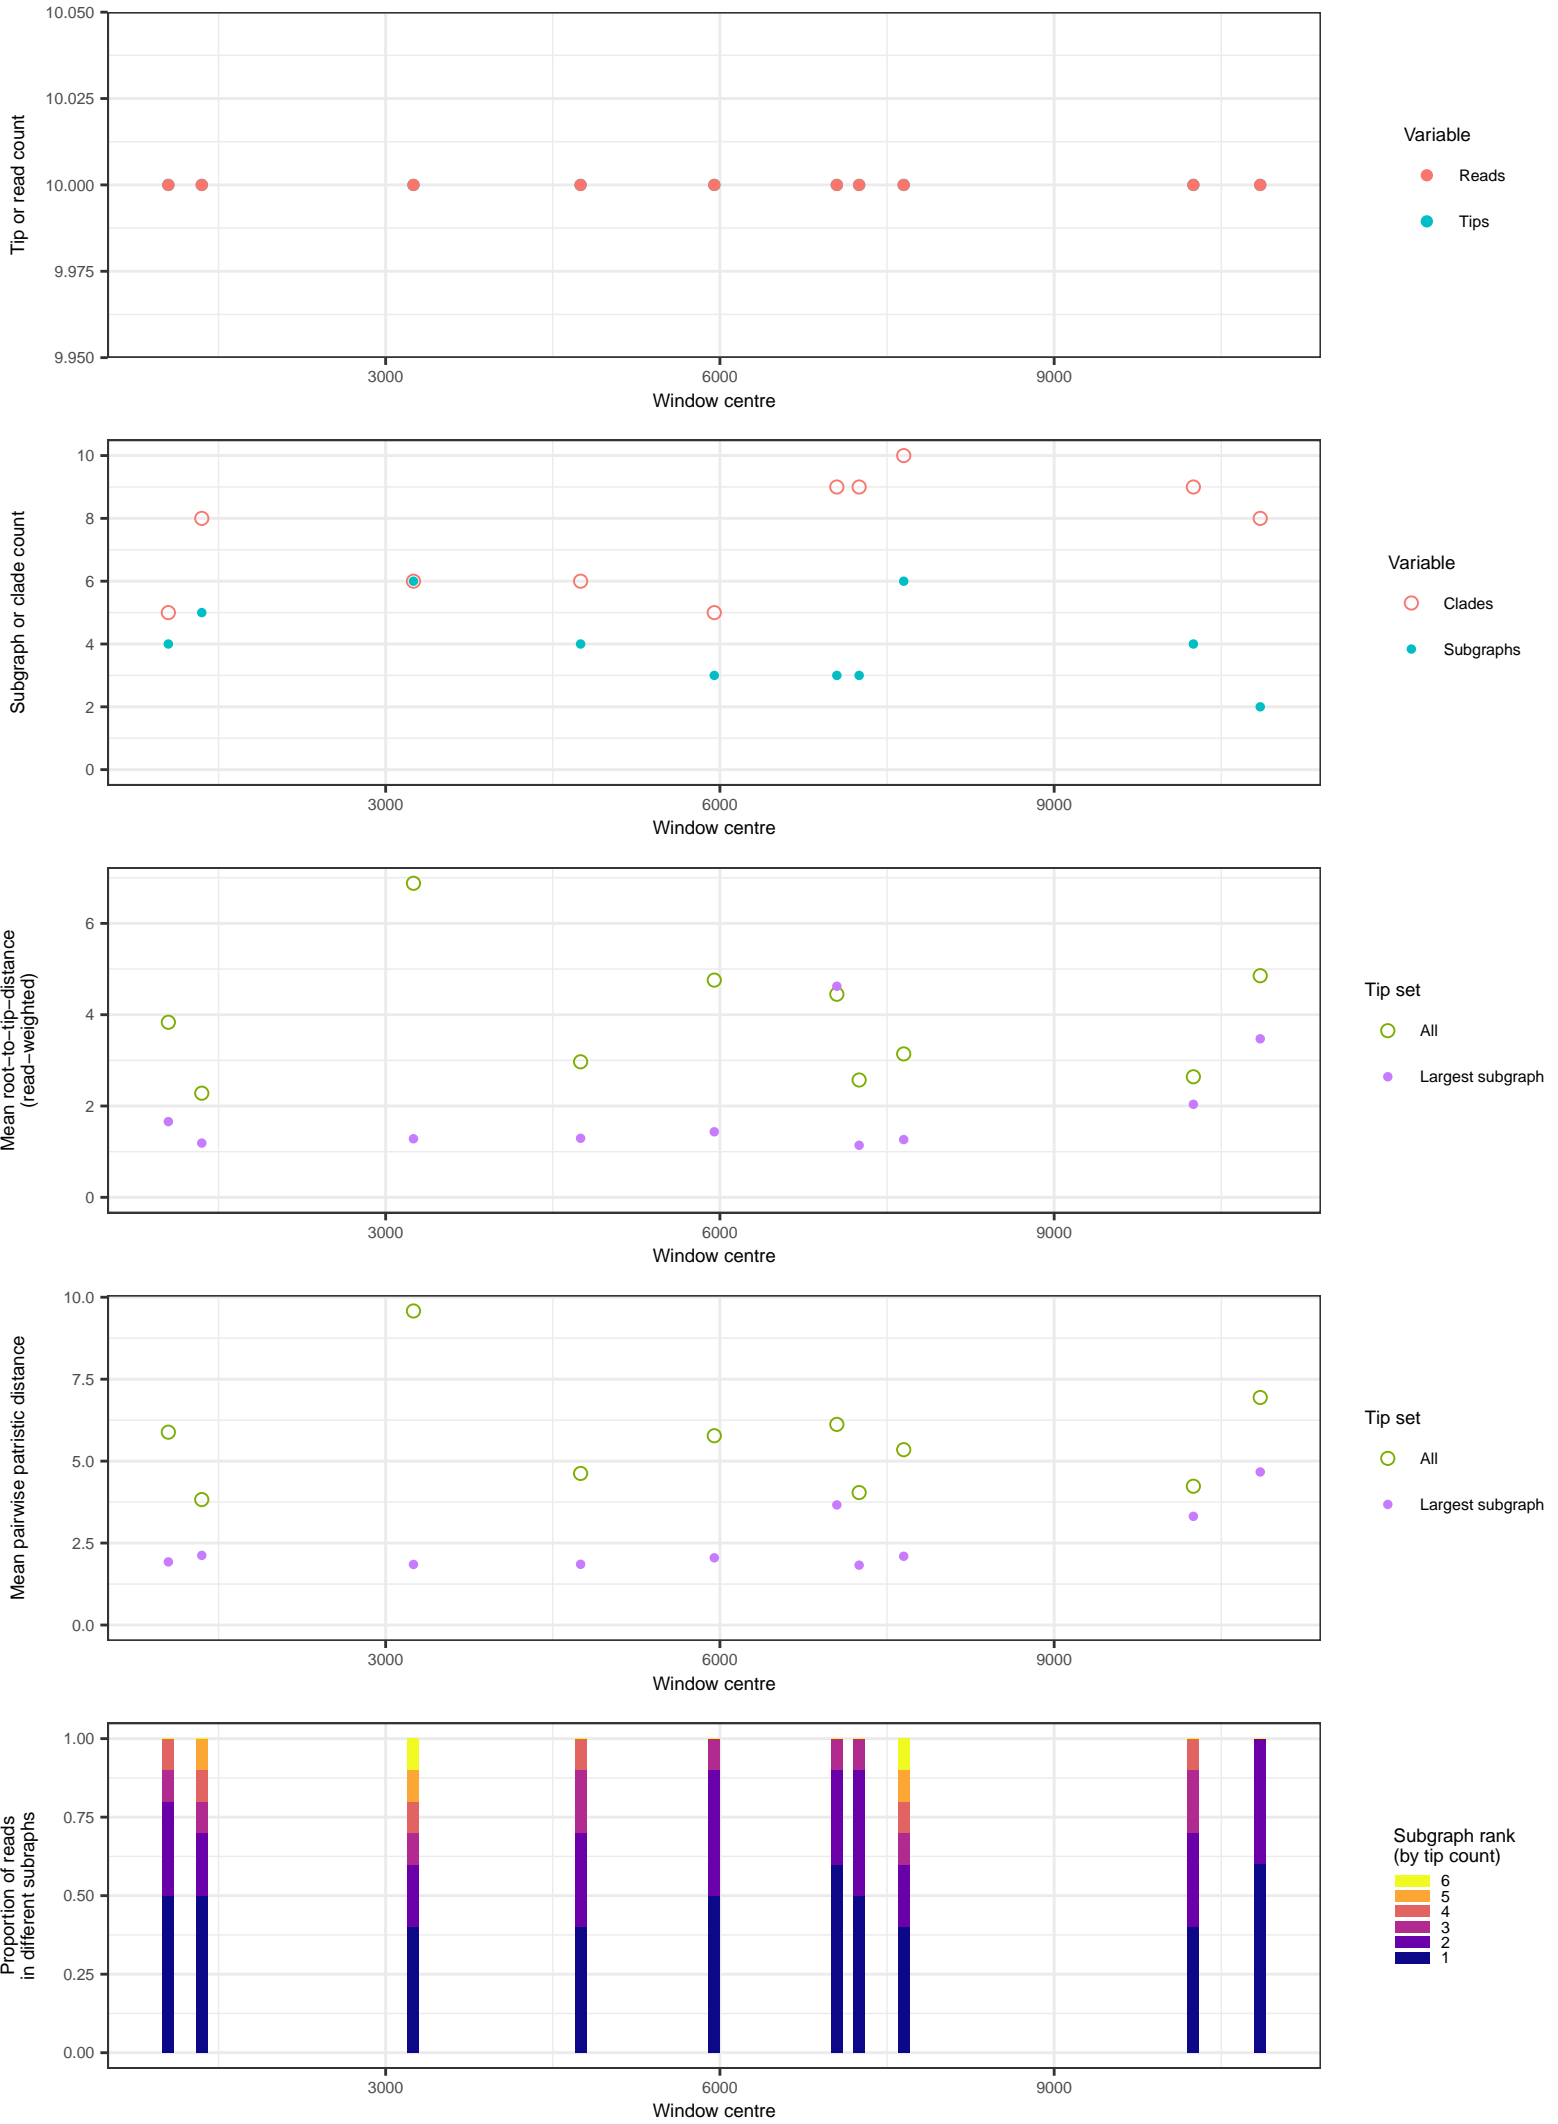 10.050
10.025
10.000
9.975
9.950
Tip or read count
3000
6000
9000
Window centre
Variable
Reads
Tips
10
8
6
4
2
0
Subgraph or clade count
3000
6000
9000
Window centre
Variable
Clades
Subgraphs
6
4
2
0
Mean root−to−tip−distance
(read−weighted)
3000
6000
9000
Window centre
Tip set
All
Largest subgraph
10.0
7.5
5.0
2.5
0.0
Mean pairwise patristic distance
3000
6000
9000
Window centre
Tip set
All
Largest subgraph
1.00
0.75
0.50
0.25
0.00
Proportion of reads
in different subraphs
3000
6000
9000
Window centre
Subgraph rank
(by tip count)
6
5
4
3
2
1